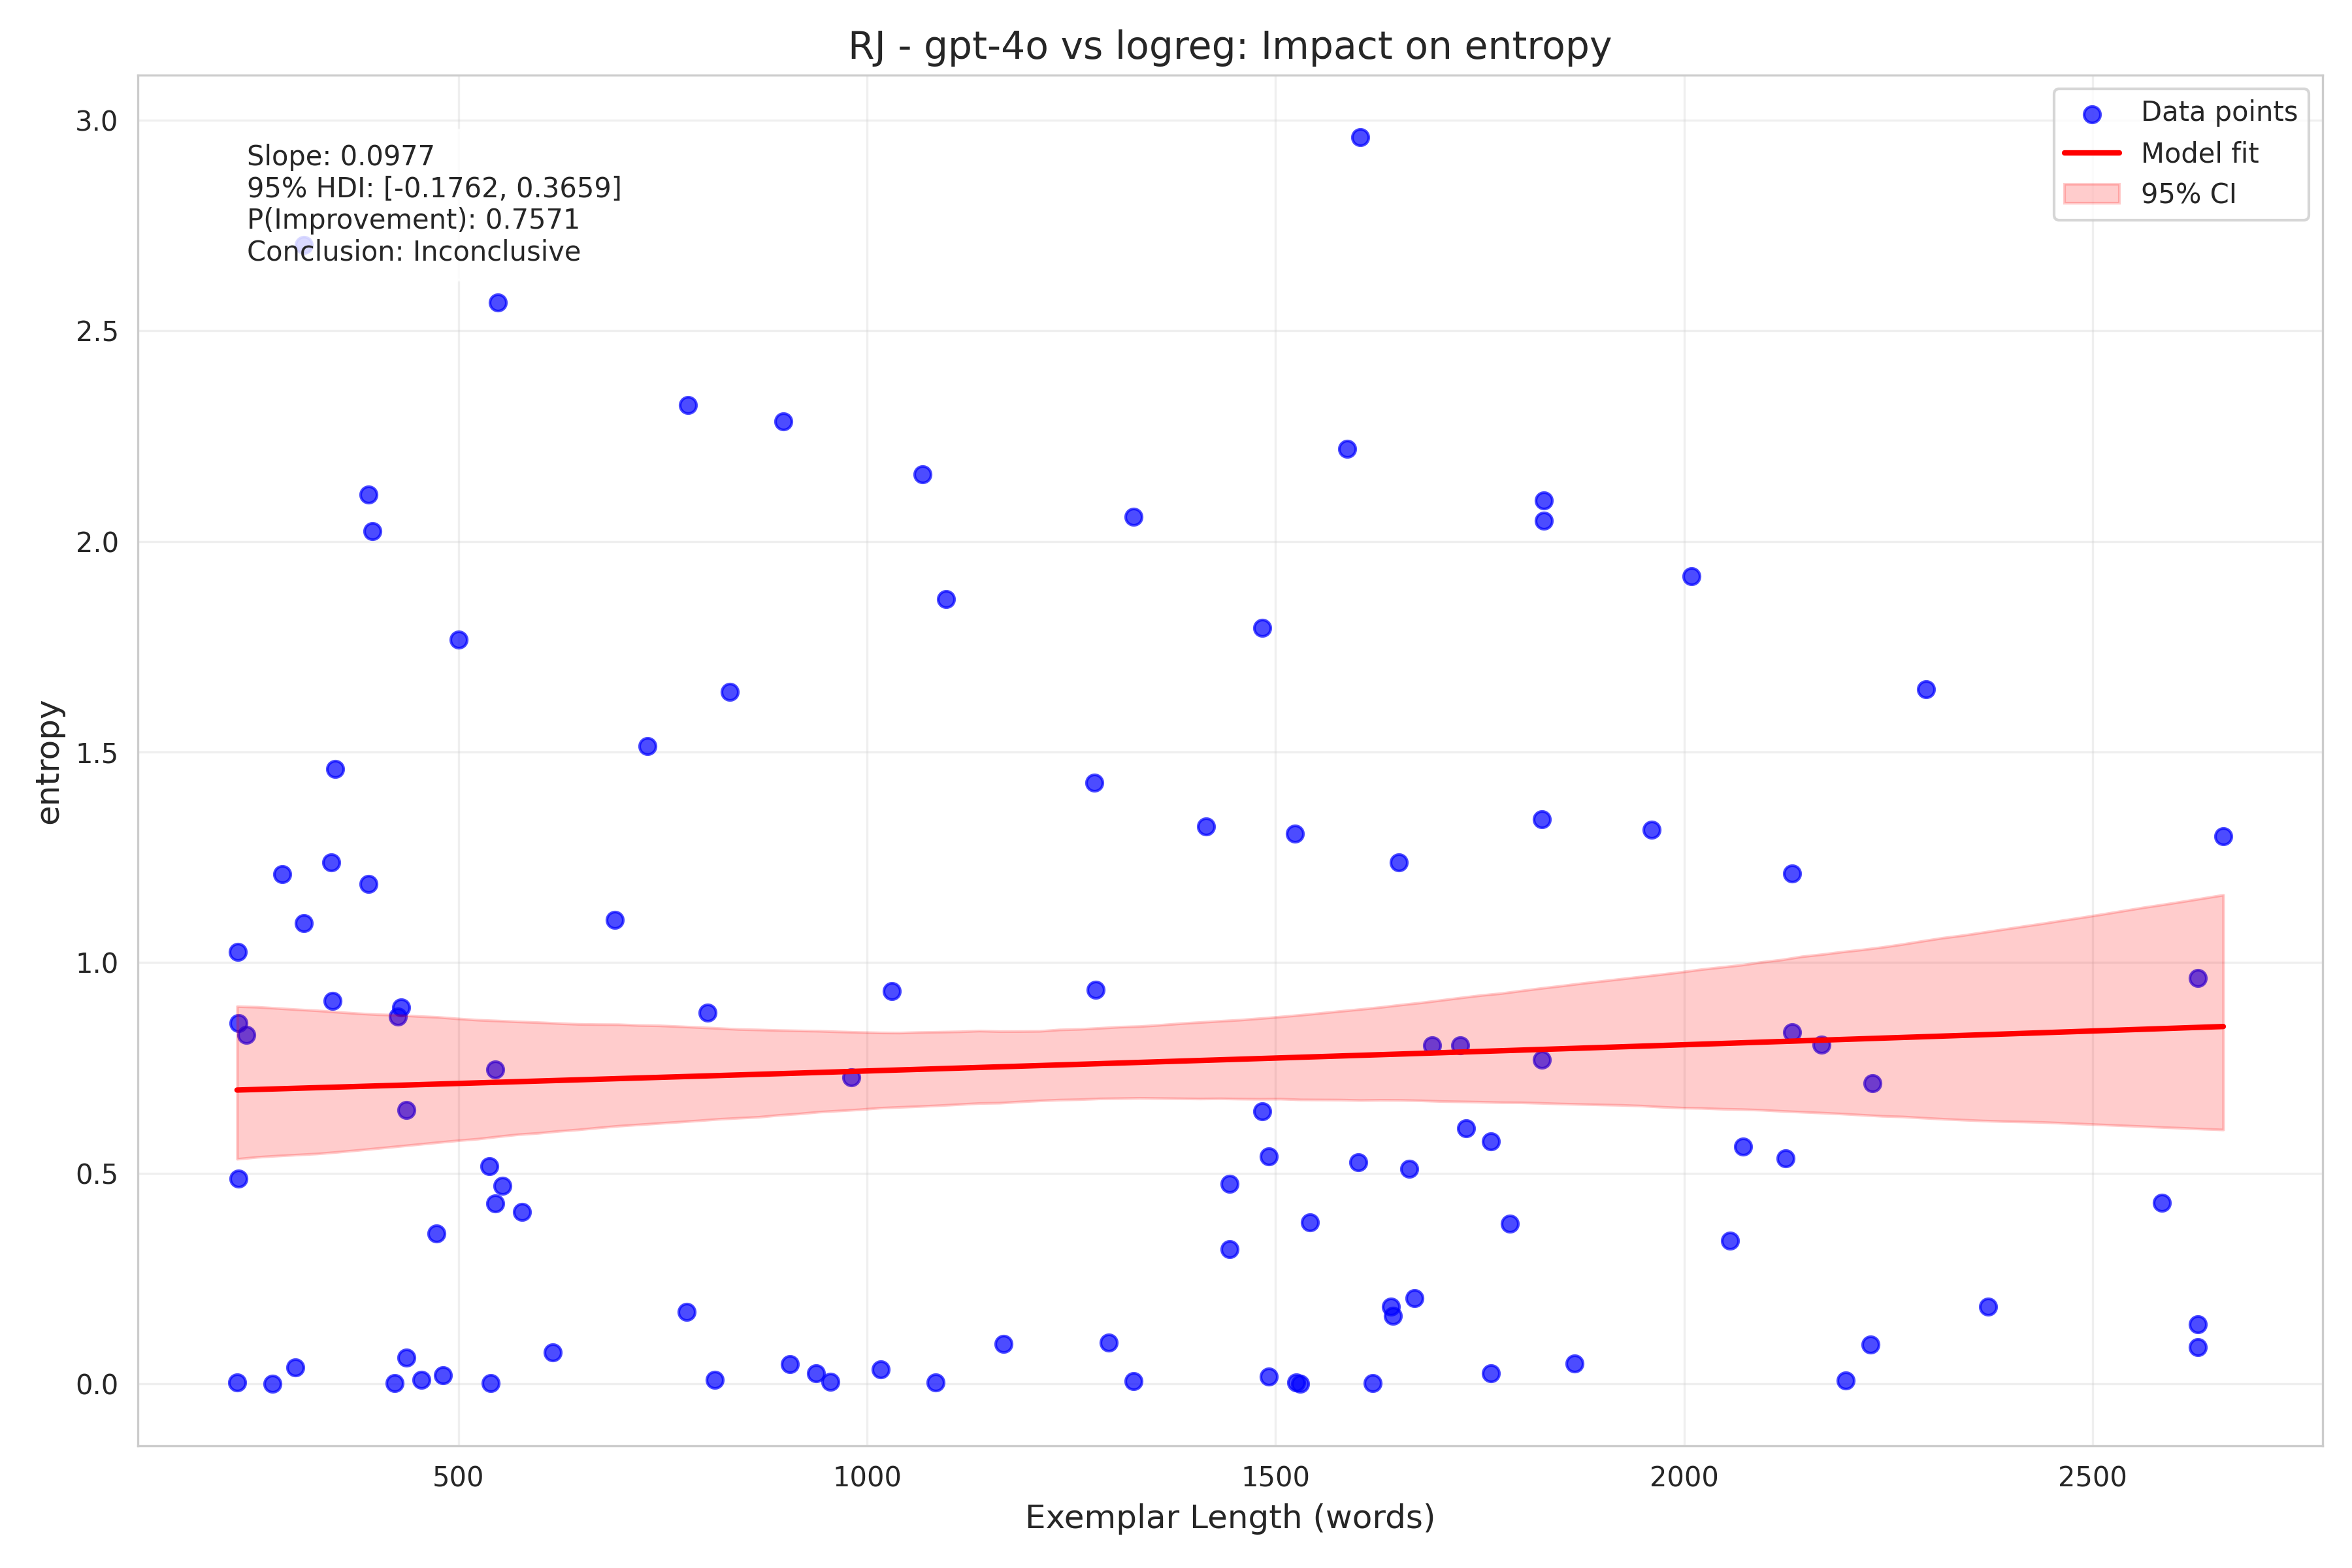 RJ - gpt-4o vs logreg: Impact on entropy
Slope: 0.0977
95% HDI: [-0.1762, 0.3659]
P(Improvement): 0.7571
Conclusion: Inconclusive
Data points
Model fit
95% CI
entropy
3.0
2.5
2.0
1.5
1.0
0.5
0.0
500
1000
1500
2000
2500
Exemplar Length (words)